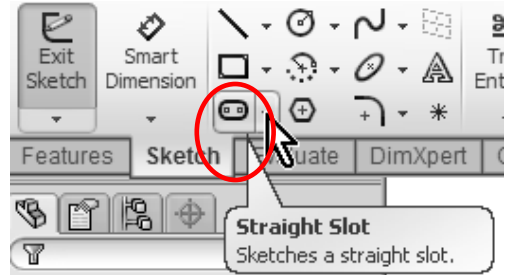 Exit
Sketch
Smart
Dimension
Tr
Ent
Features
Sketch
Evaluate
DimXpert
Straight Slot
Sketches a straight slot.